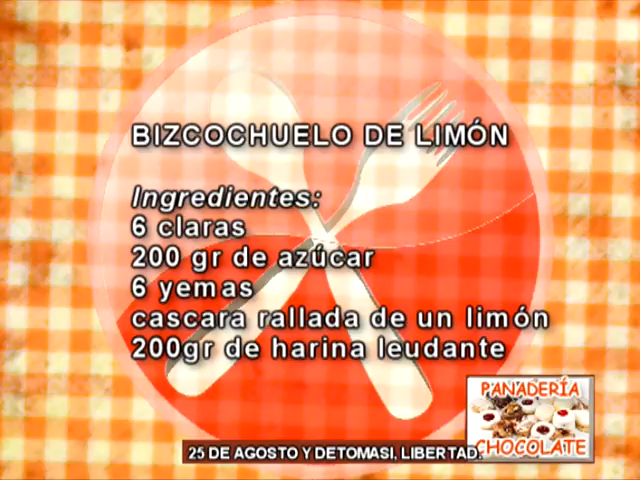 BIZCOCHUELO DE LIMÓN
Ingredientes:
6 claras
200 gr de azúcar
6 yemas
cascara rallada de un limón
200gr de harina leudante
PANADERÍA
CHOCOLATE
25 DE AGOSTO Y DETOMASI, LIBERTAD.